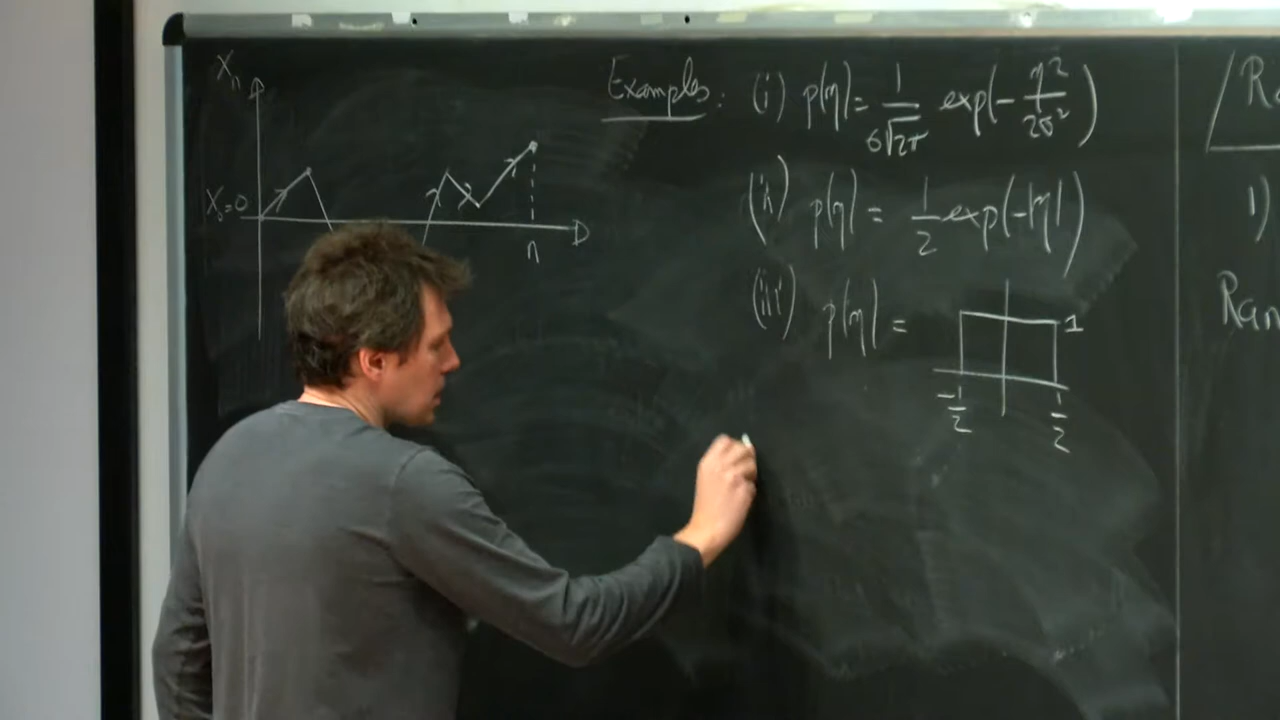 Xₙ
X₀=0
n
Examples: (i) p(η) = 1/(σ√2π) exp(-η²/2σ²)
(ii) p(η) = 1/2 exp(-|η|)
(iii) p(η) =
1
-1/2 1/2
1)